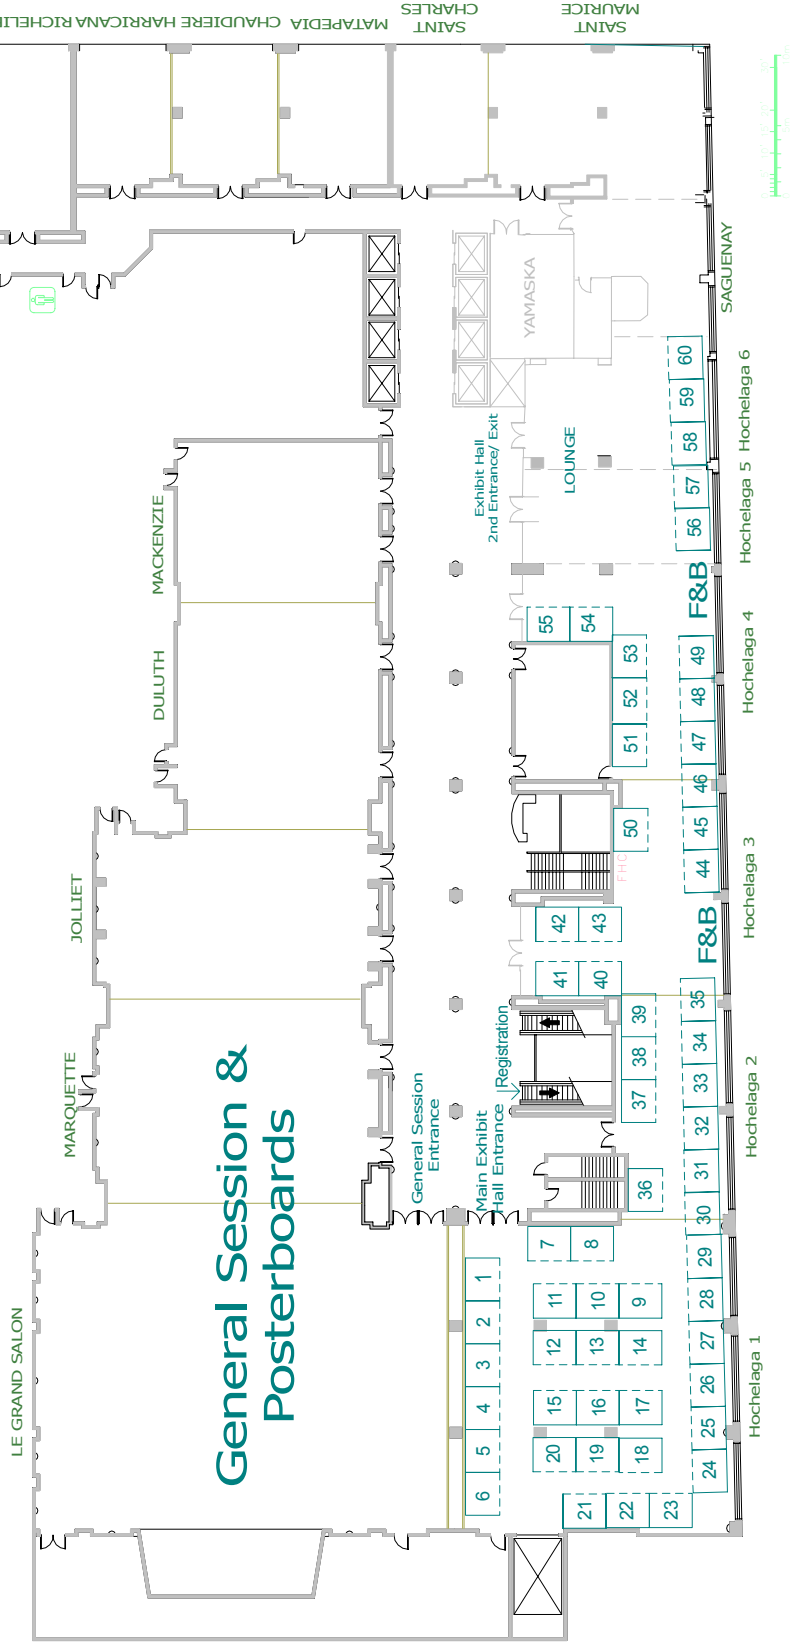 RICHELI
HARRICANA
CHAUDIERE
MATAPEDIA
SAINT
CHARLES
SAINT
MAURICE
SAGUENAY
YAMASKA
Hochelaga 6
Hochelaga 5
Hochelaga 4
Hochelaga 3
Hochelaga 2
Hochelaga 1
LOUNGE
Exhibit Hall
2nd Entrance/ Exit
MACKENZIE
DULUTH
JOLLIET
MARQUETTE
LE GRAND SALON
General Session &
Posterboards
General Session
Entrance
Main Exhibit
Hall Entrance
Registration
F&B
F&B
FHC
60
59
58
57
56
55
54
53
52
51
50
49
48
47
46
45
44
42
43
41
40
39
38
37
36
35
34
33
32
31
30
29
28
27
26
25
24
7
8
1
2
3
4
5
6
11
10
9
12
13
14
15
16
17
20
19
18
21
22
23